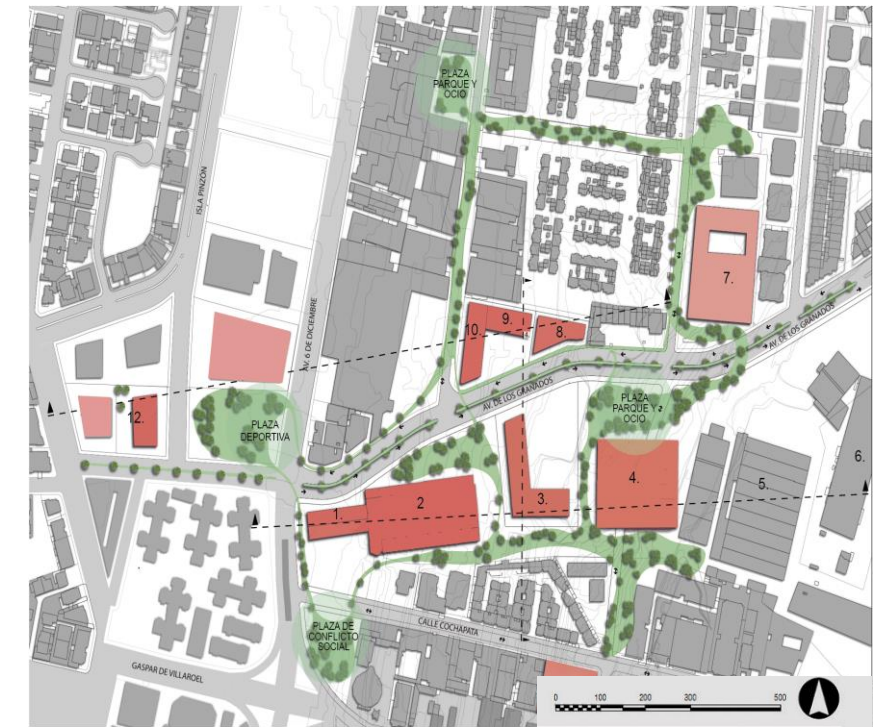 PLAZA
PARQUE Y
OCIO
ISLA PINZÓN
7.
AV. 6 DE DICIEMBRE
9.
10.
8.
AV. DE LOS GRANADOS
AV. DE LOS GRANADOS
PLAZA
PARQUE Y
OCIO
12.
PLAZA
DEPORTIVA
6.
5.
4.
3.
2
1.
CALLE COCHAPATA
PLAZA DE
CONFLICTO
SOCIAL
GASPAR DE VILLAROEL
0 100 200 300 500